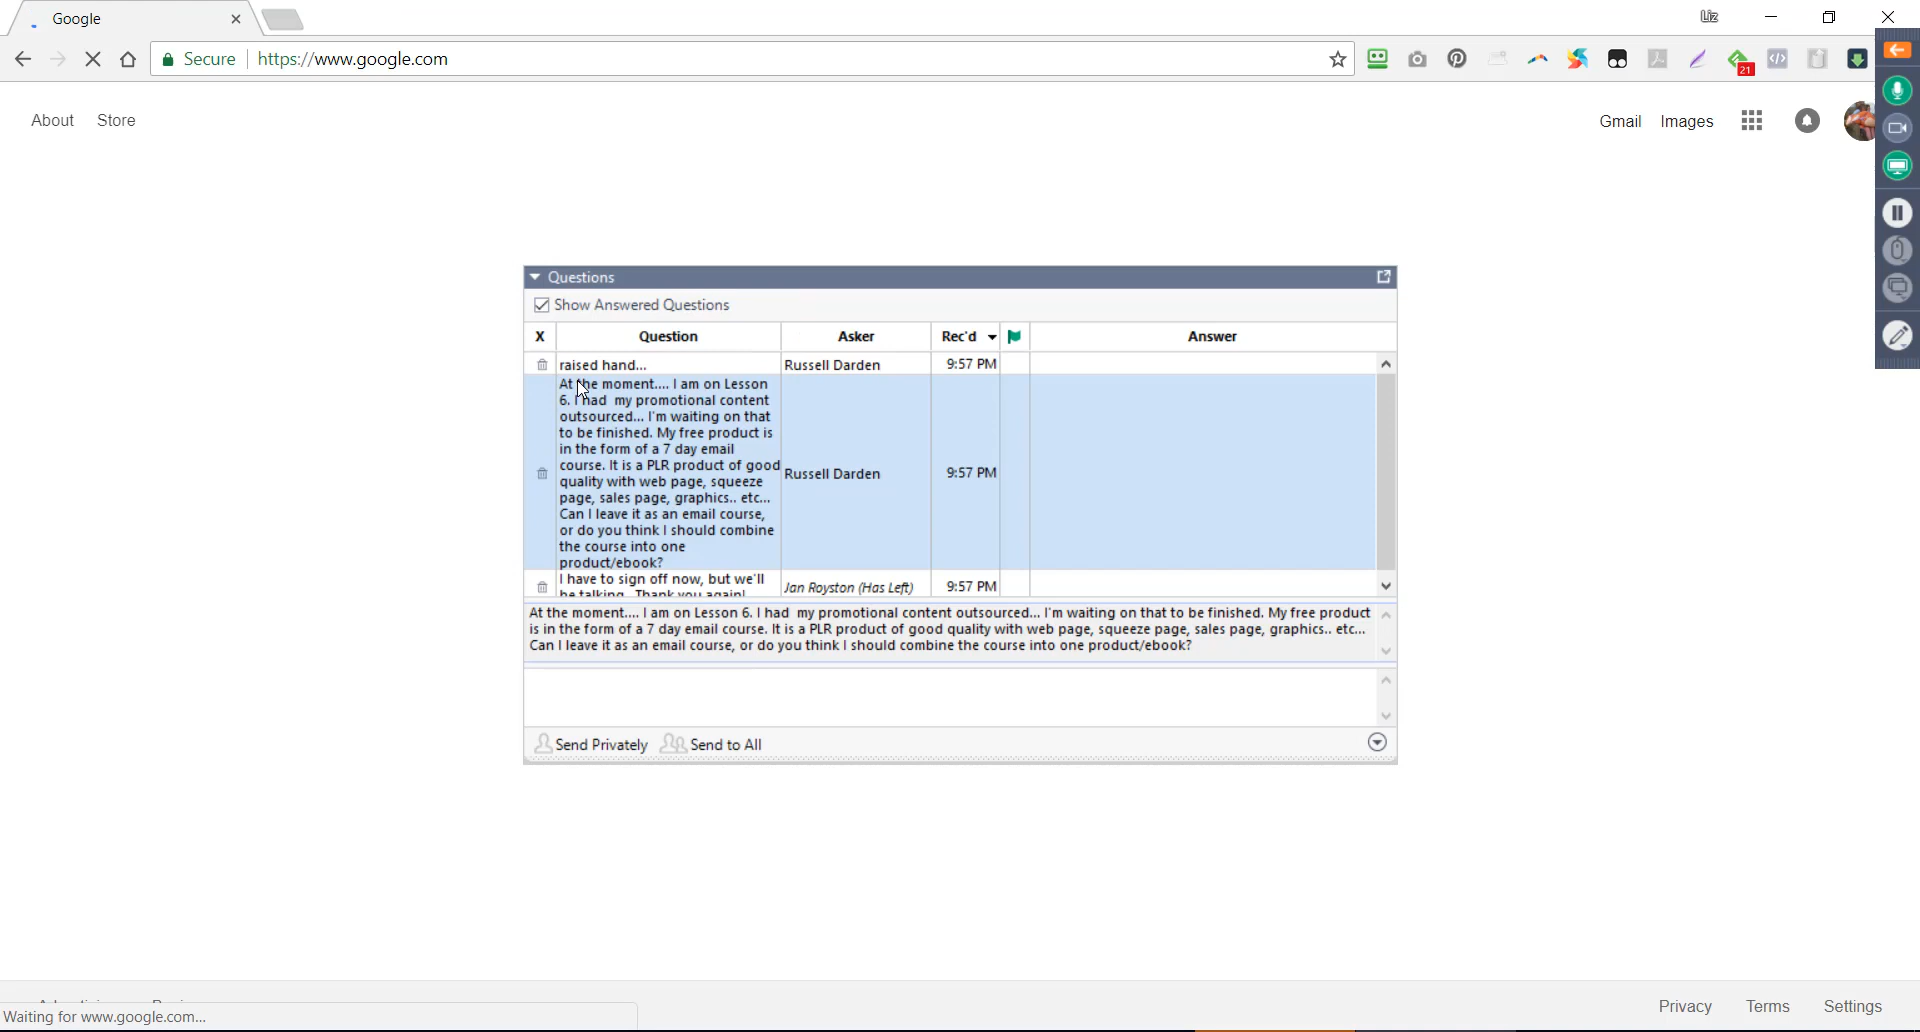 Google
Liz
Secure
https://www.google.com
21
About Store
Gmail Images
Questions
Show Answered Questions
X Question Asker Rec'd Answer
raised hand... Russell Darden 9:57 PM
At the moment.... I am on Lesson
6. I had my promotional content
outsourced... I'm waiting on that
to be finished. My free product is
in the form of a 7 day email
course. It is a PLR product of good
quality with web page, squeeze
page, sales page, graphics.. etc...
Can I leave it as an email course,
or do you think I should combine
the course into one
product/ebook?
Russell Darden 9:57 PM
I have to sign off now, but we'll
be talking. Thank you again!
Jan Royston (Has Left) 9:57 PM
At the moment.... I am on Lesson 6. I had my promotional content outsourced... I'm waiting on that to be finished. My free product
is in the form of a 7 day email course. It is a PLR product of good quality with web page, squeeze page, sales page, graphics.. etc...
Can I leave it as an email course, or do you think I should combine the course into one product/ebook?
Send Privately Send to All
Waiting for www.google.com...
Privacy Terms Settings